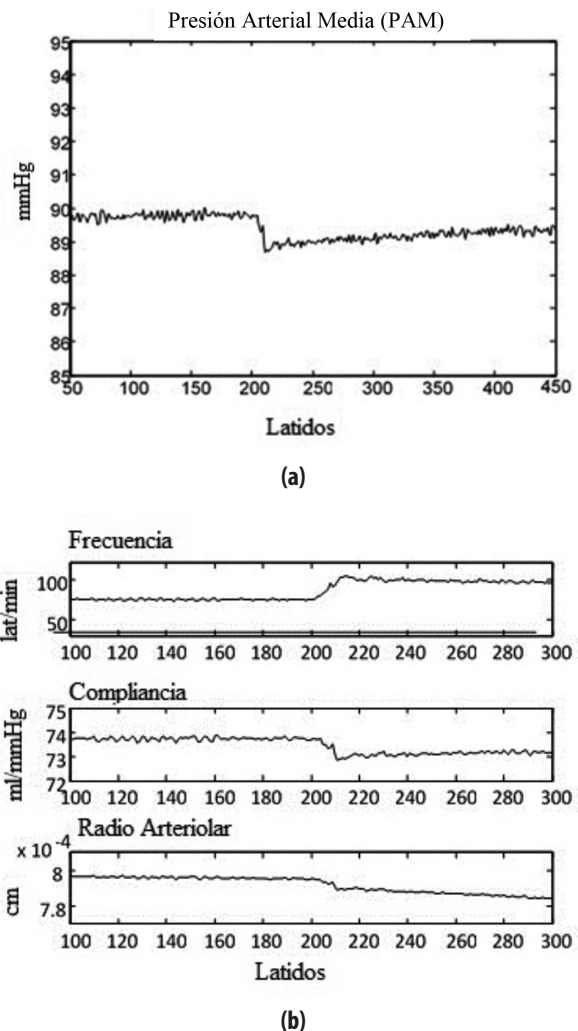 Presión Arterial Media (PAM)
95
94
93
92
91
90
89
88
87
86
85
mmHg
50 100 150 200 250 300 350 400 450
Latidos
(a)
Frecuencia
100
50
lat/min
100 120 140 160 180 200 220 240 260 280 300
Compliancia
75
74
73
72
ml/mmHg
100 120 140 160 180 200 220 240 260 280 300
Radio Arteriolar
x 10 -4
8
7.8
cm
100 120 140 160 180 200 220 240 260 280 300
Latidos
(b)